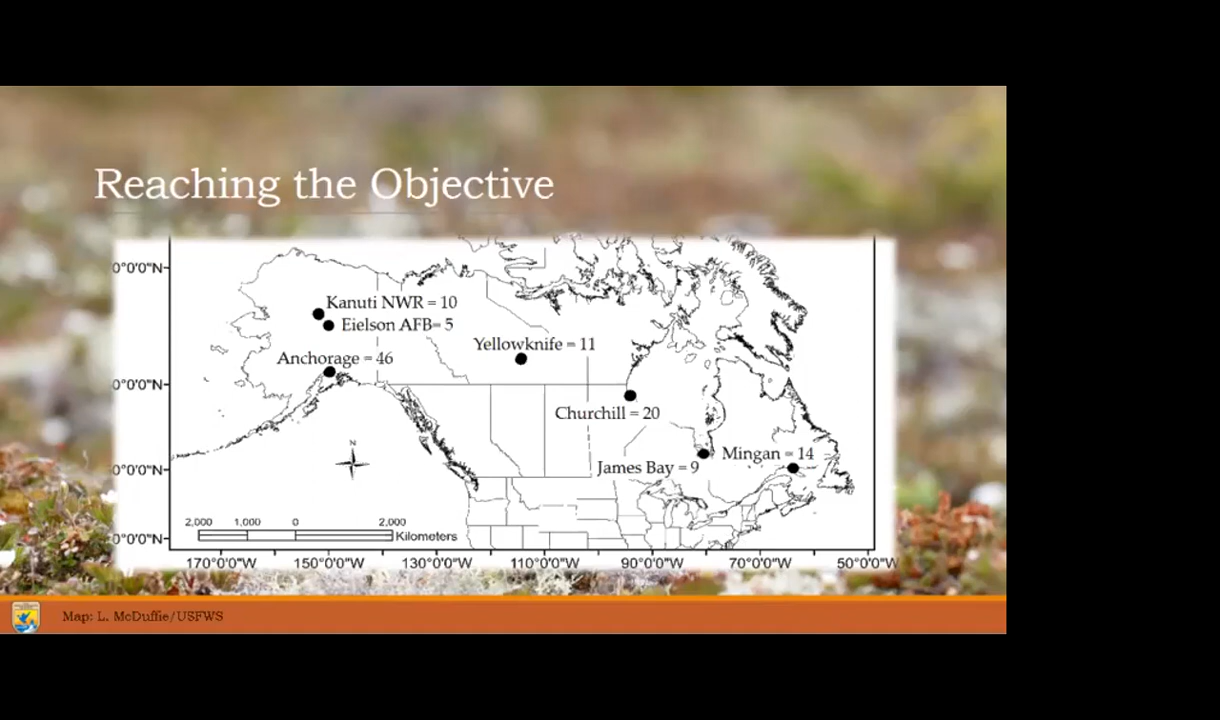 Reaching the Objective
0°0'0"N
Kanuti NWR = 10
Eielson AFB= 5
Yellowknife = 11
Anchorage = 46
0°0'0"N
Churchill = 20
Mingan = 14
N
James Bay = 9
0°0'0"N
2,000 1,000 0 2,000
Kilometers
0°0'0"N
170°0'0"W 150°0'0"W 130°0'0"W 110°0'0"W 90°0'0"W 70°0'0"W 50°0'0"W
Map: L. McDuffie/USFWS